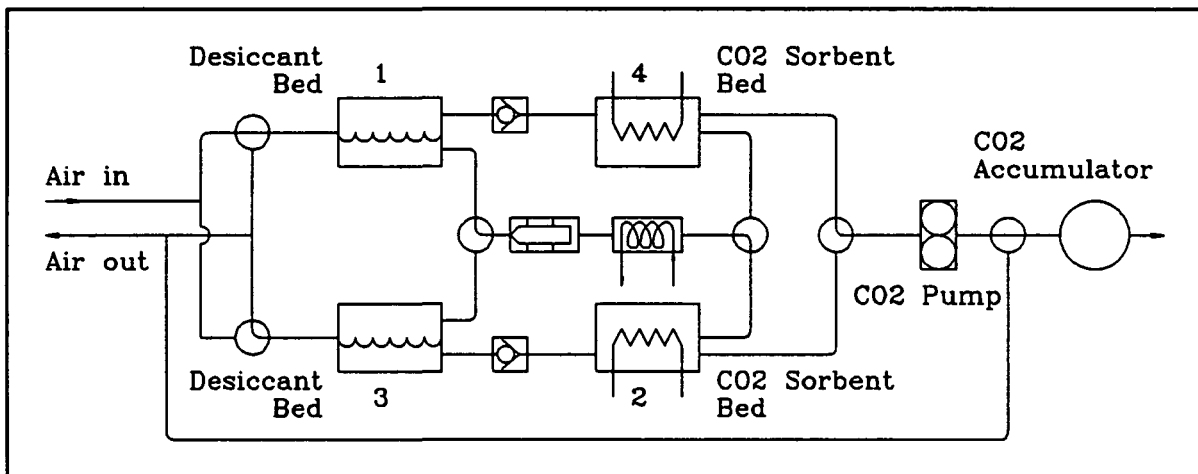 Desiccant
Bed
1
4
CO2 Sorbent
Bed
CO2
Accumulator
Air in
Air out
CO2 Pump
Desiccant
Bed
3
2
CO2 Sorbent
Bed